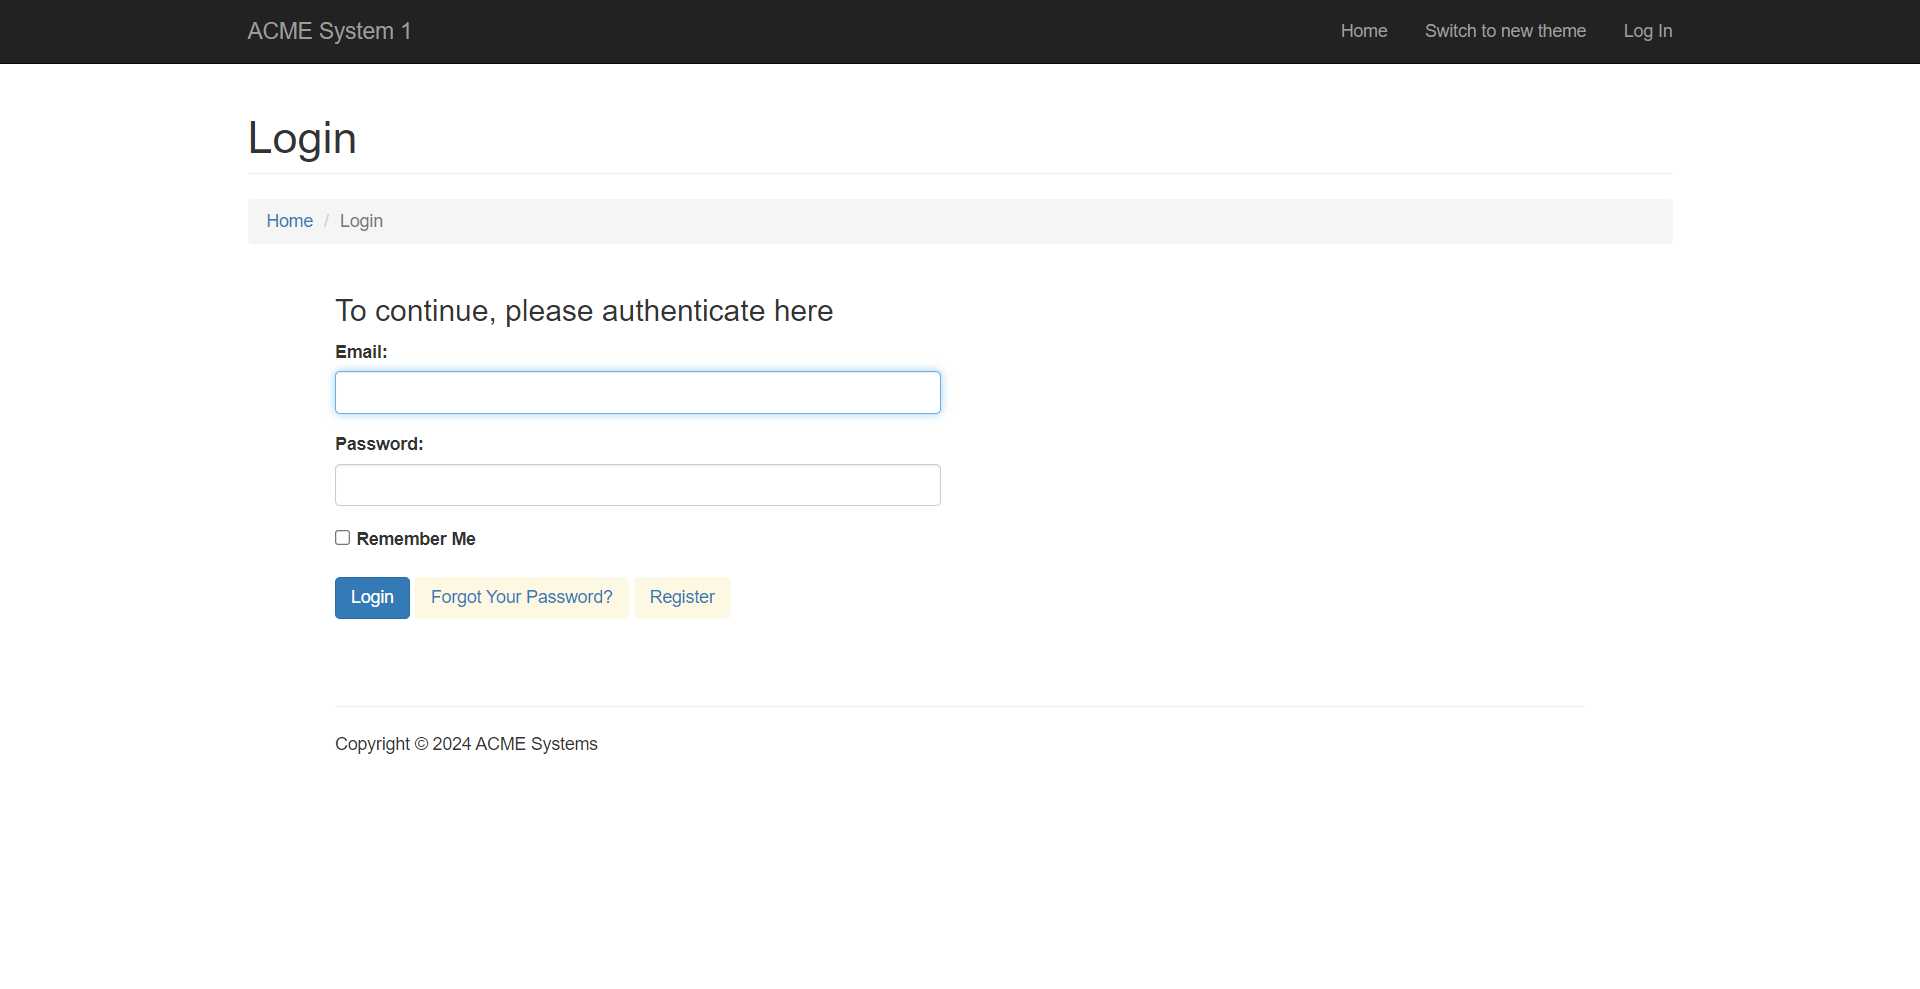 ACME System 1 Home Switch to new theme Log In
Login
Home / Login
To continue, please authenticate here
Email:
Password:
Remember Me
Login Forgot Your Password? Register
Copyright © 2024 ACME Systems